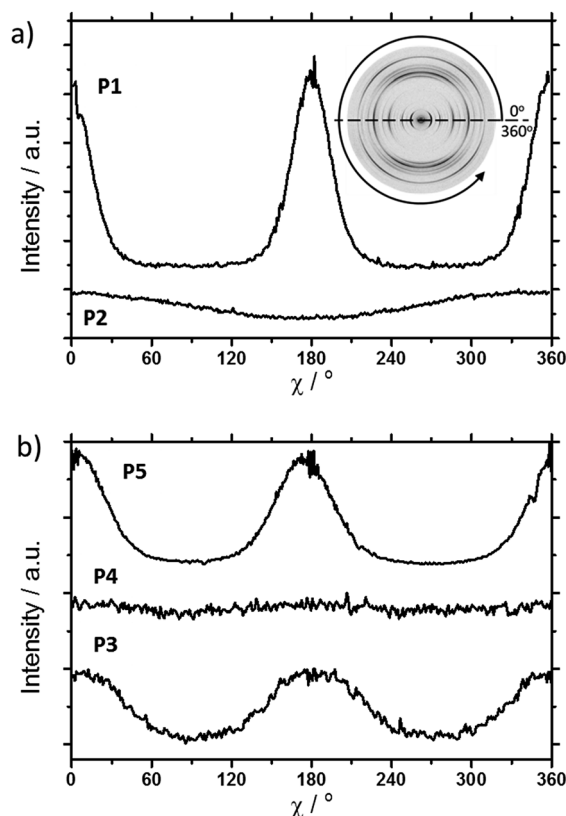 a)
P1
0°
360°
P2
Intensity / a.u.
0 60 120 180 240 300 360
χ / °
b)
P5
P4
P3
Intensity / a.u.
0 60 120 180 240 300 360
χ / °